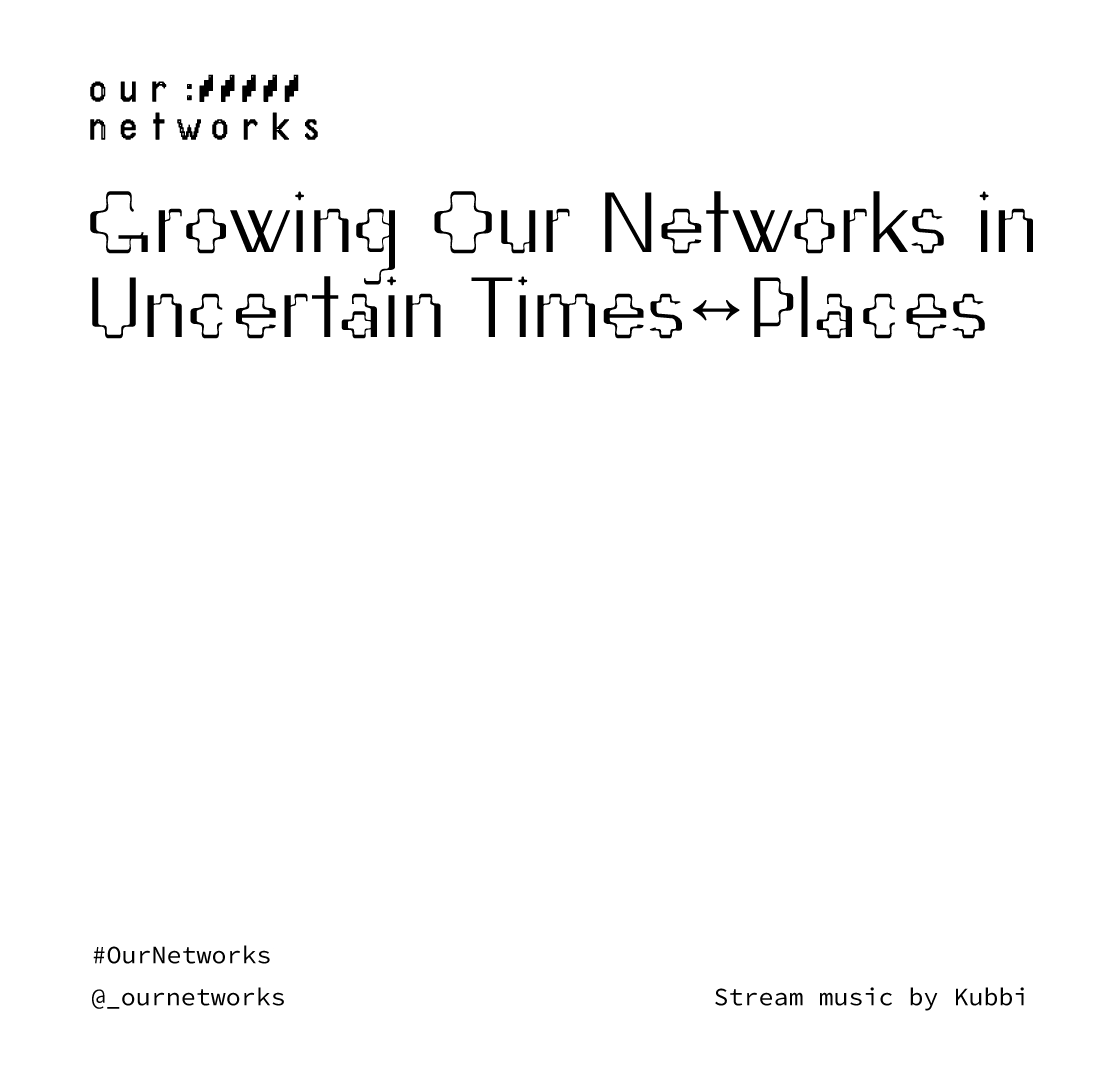 our :
networks
Growing Our Networks in
Uncertain Times↔Places
#OurNetworks
@_ournetworks
Stream music by Kubbi